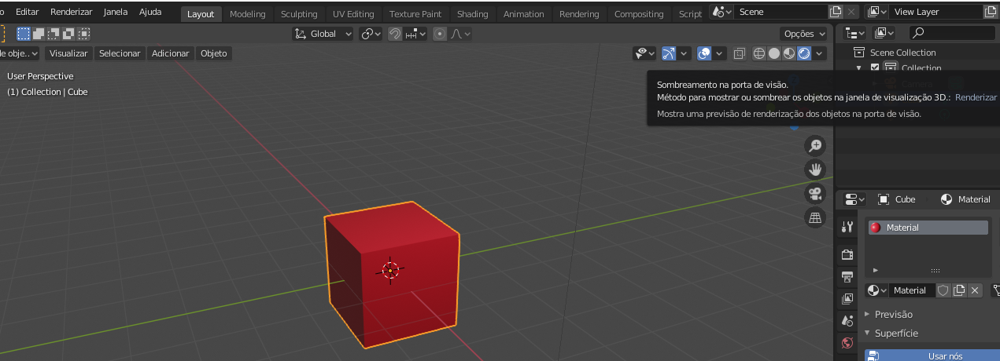 Editar Renderizar Janela Ajuda Layout Modeling Sculpting UV Editing Texture Paint Shading Animation Rendering Compositing Script Scene View Layer
Global Opções
Visualizar Selecionar Adicionar Objeto
Scene Collection
Collection
User Perspective
(1) Collection | Cube
Sombreamento na porta de visão.
Método para mostrar ou sombrear os objetos na janela de visualização 3D.: Renderizar
Mostra uma previsão de renderização dos objetos na porta de visão.
Cube Material
Material
Material
Previsão
Superfície
Usar nós